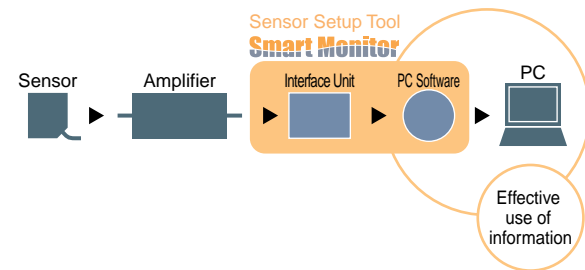 Sensor Setup Tool
Smart Monitor
Sensor
Amplifier
Interface Unit
PC Software
PC
Effective
use of
information